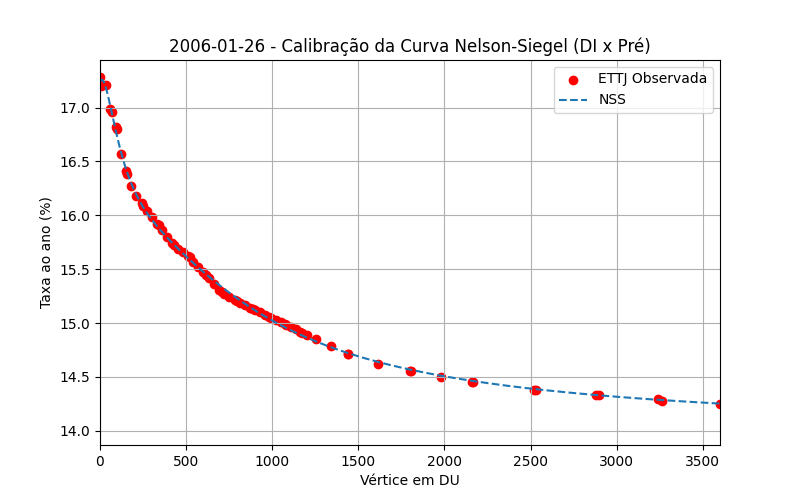 2006-01-26 - Calibração da Curva Nelson-Siegel (DI x Pré)
ETTJ Observada
NSS
Taxa ao ano (%)
17.0
16.5
16.0
15.5
15.0
14.5
14.0
0 500 1000 1500 2000 2500 3000 3500
Vértice em DU